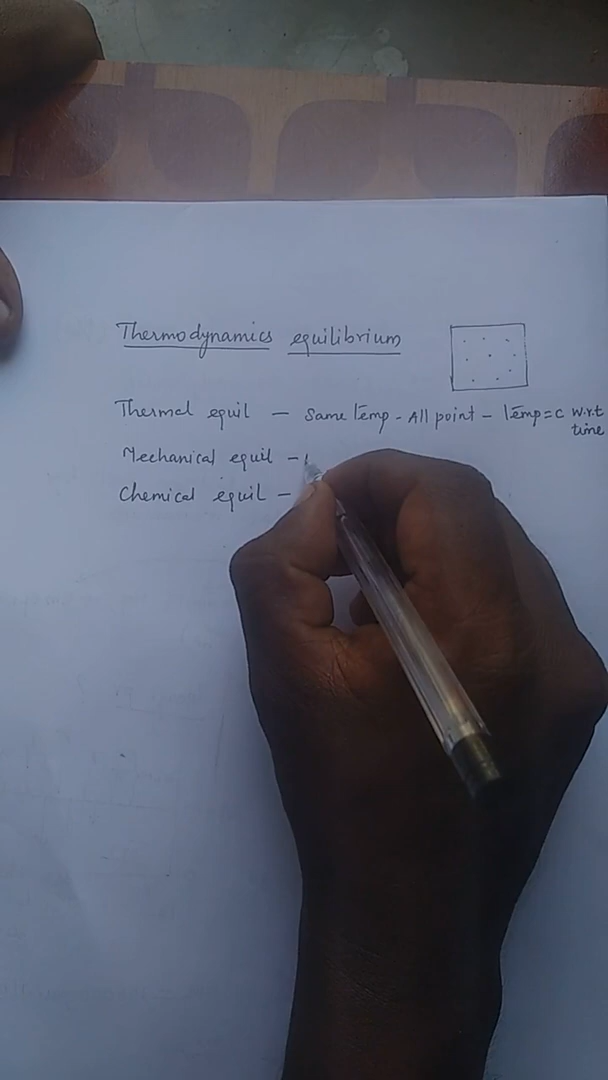 Thermodynamics equilibrium
Thermal equil - Same Temp - All point - Temp=c w.r.t
time
Mechanical equil -
Chemical equil -